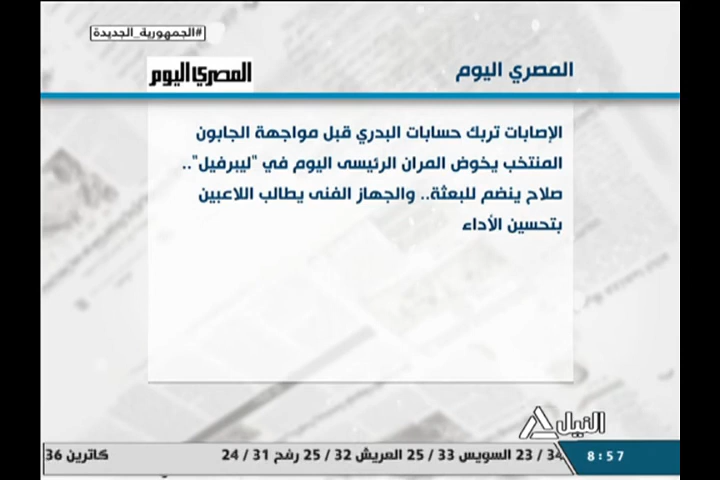 #الجمهورية_الجديدة
المصري اليوم
المصري اليوم
الإصابات تربك حسابات البدري قبل مواجهة الجابون
المنتخب يخوض المران الرئيسى اليوم في "ليبرفيل"..
صلاح ينضم للبعثة.. والجهاز الفنى يطالب اللاعبين
بتحسين الأداء
النيل
8:57
34 / 23 السويس 33 / 25 العريش 32 / 25 رفح 31 / 24
كاترين 36